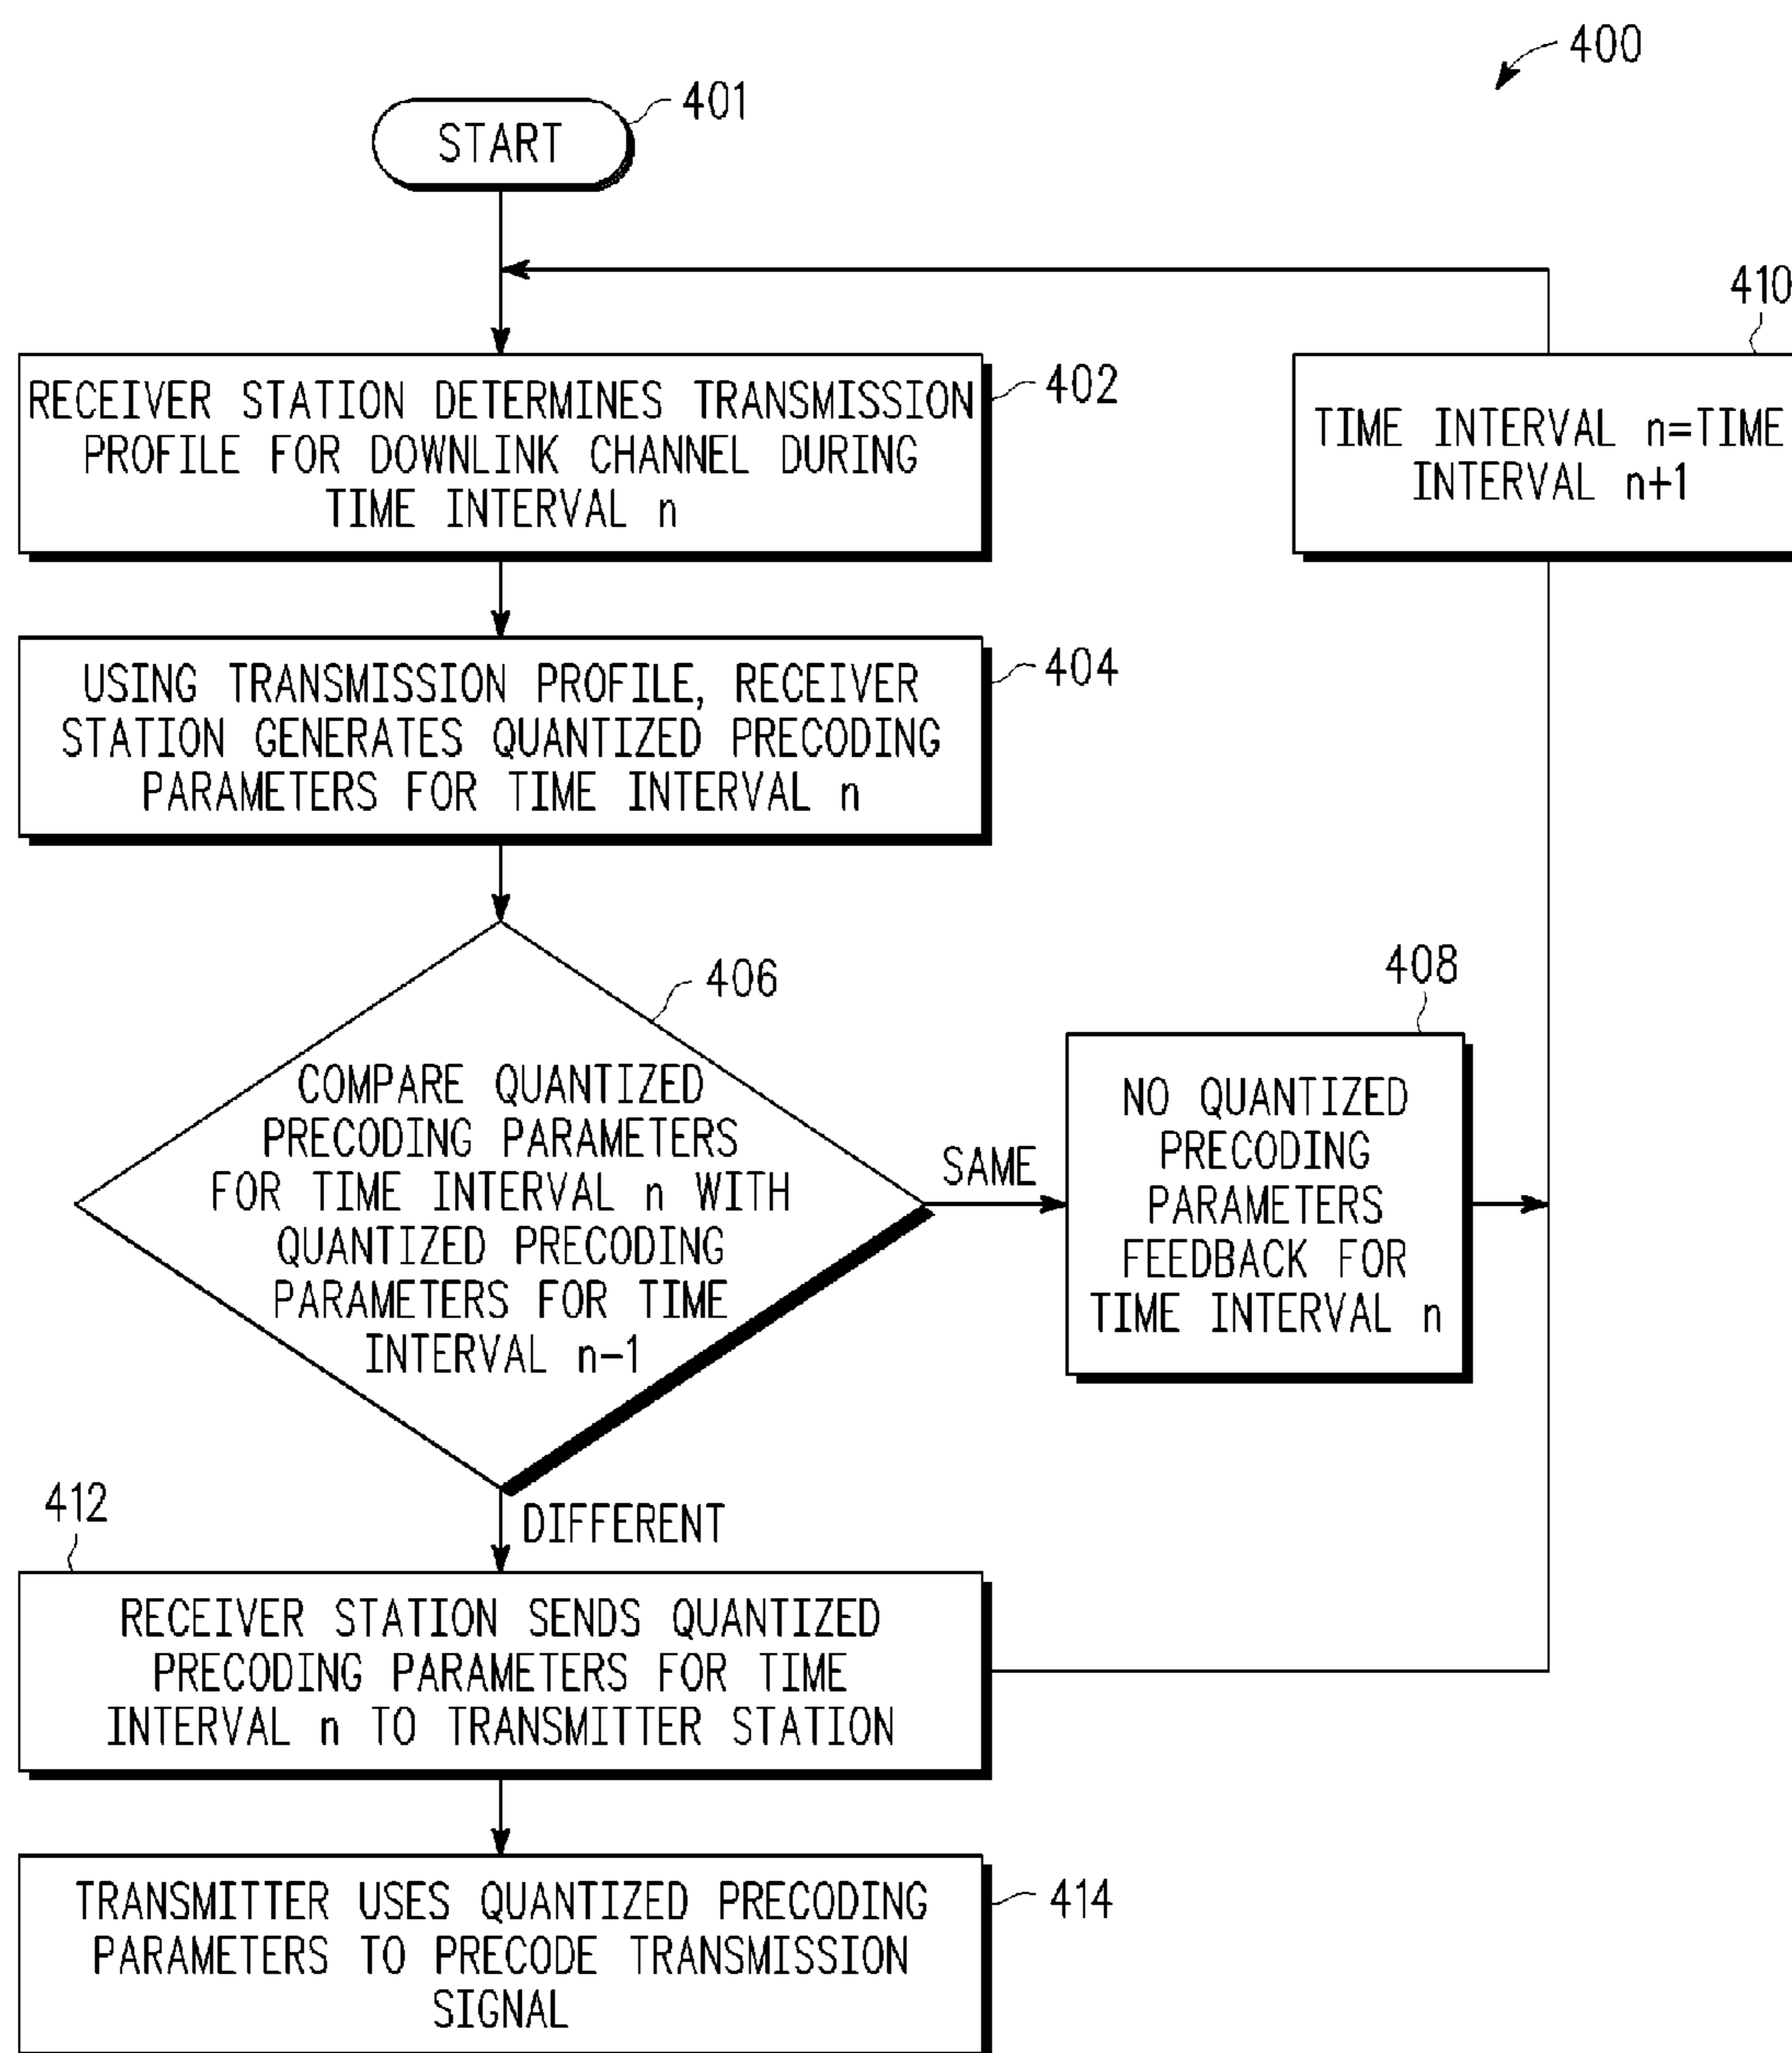 400
401
START
410
RECEIVER STATION DETERMINES TRANSMISSION
PROFILE FOR DOWNLINK CHANNEL DURING
TIME INTERVAL n
402
TIME INTERVAL n=TIME
INTERVAL n+1
USING TRANSMISSION PROFILE, RECEIVER
STATION GENERATES QUANTIZED PRECODING
PARAMETERS FOR TIME INTERVAL n
404
406
COMPARE QUANTIZED
PRECODING PARAMETERS
FOR TIME INTERVAL n WITH
QUANTIZED PRECODING
PARAMETERS FOR TIME
INTERVAL n-1
SAME
408
NO QUANTIZED
PRECODING
PARAMETERS
FEEDBACK FOR
TIME INTERVAL n
DIFFERENT
412
RECEIVER STATION SENDS QUANTIZED
PRECODING PARAMETERS FOR TIME
INTERVAL n TO TRANSMITTER STATION
TRANSMITTER USES QUANTIZED PRECODING
PARAMETERS TO PRECODE TRANSMISSION
SIGNAL
414